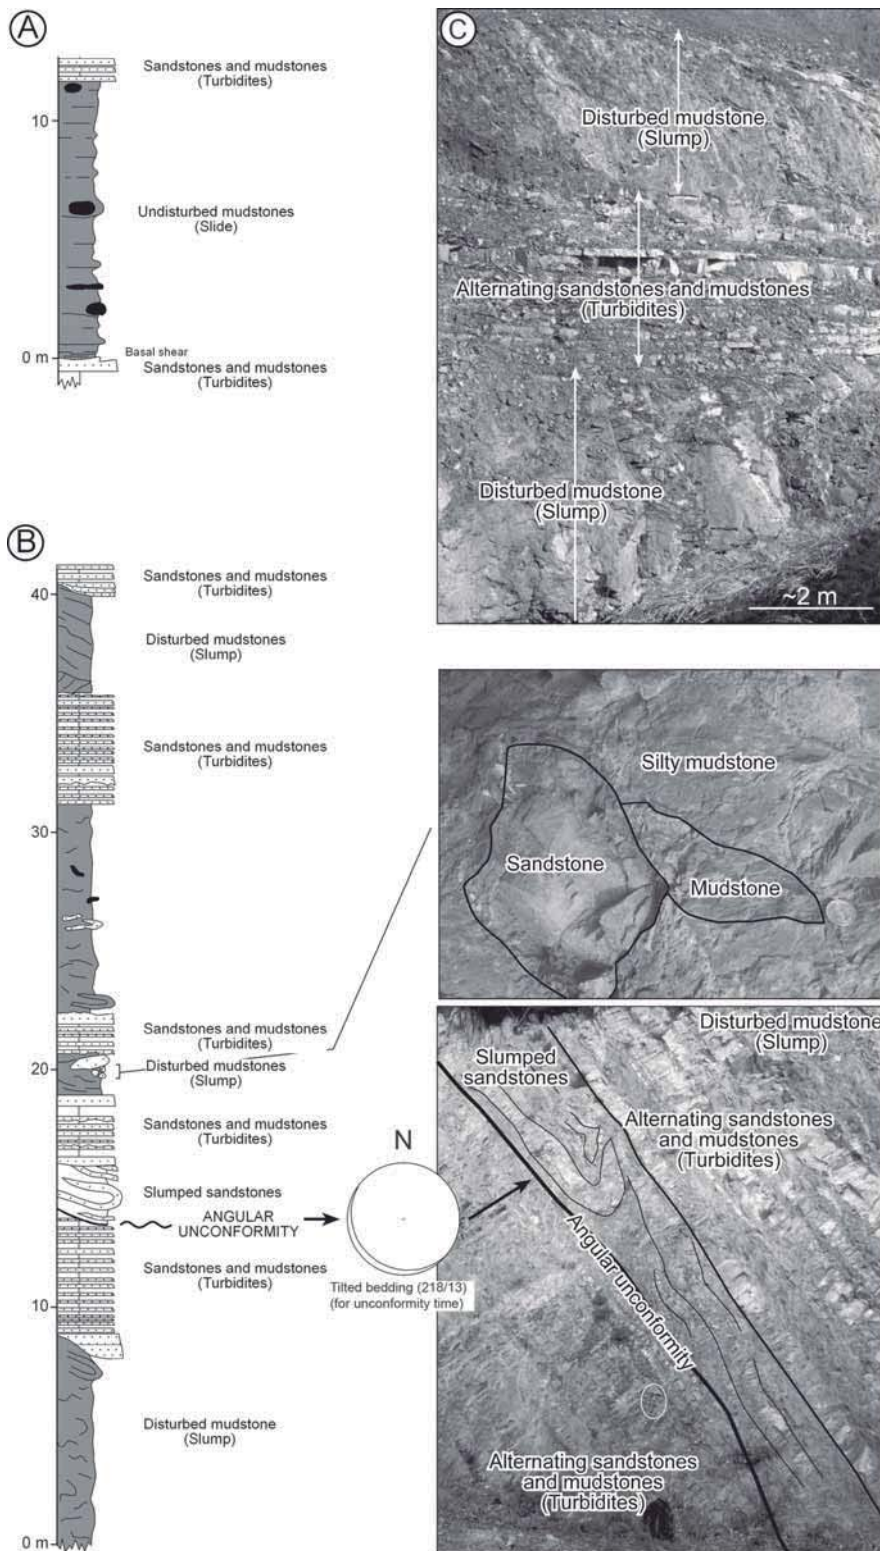 A
Sandstones and mudstones
(Turbidites)
10
Undisturbed mudstones
(Slide)
Basal shear
0 m
Sandstones and mudstones
(Turbidites)
B
Sandstones and mudstones
(Turbidites)
40
Disturbed mudstones
(Slump)
Sandstones and mudstones
(Turbidites)
30
Sandstones and mudstones
(Turbidites)
20
Disturbed mudstones
(Slump)
Sandstones and mudstones
(Turbidites)
Slumped sandstones
ANGULAR
UNCONFORMITY
N
Tilted bedding (218/13)
(for unconformity time)
Sandstones and mudstones
(Turbidites)
10
Disturbed mudstone
(Slump)
0 m
C
Disturbed mudstone
(Slump)
Alternating sandstones and mudstones
(Turbidites)
Disturbed mudstone
(Slump)
~2 m
Silty mudstone
Sandstone
Mudstone
Disturbed mudstone
(Slump)
Slumped
sandstones
Alternating sandstones
and mudstones
(Turbidites)
Angular unconformity
Alternating sandstones
and mudstones
(Turbidites)